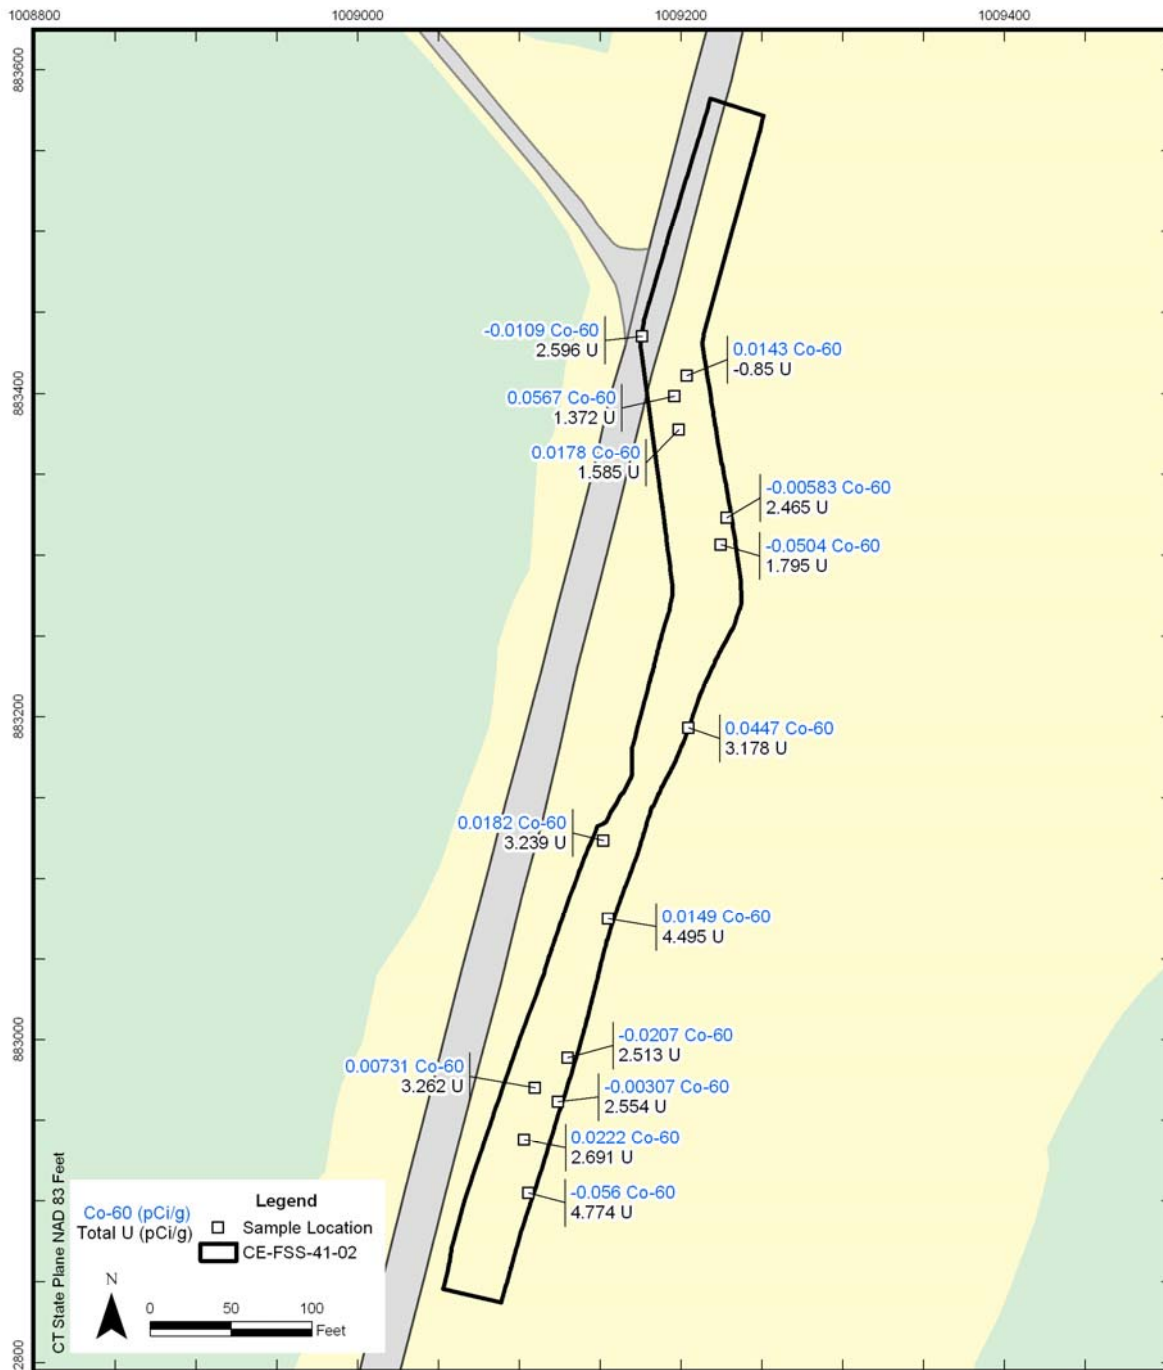 1008800
1009000
1009200
1009400
883600
-0.0109 Co-60
2.596 U
0.0143 Co-60
-0.85 U
883400
0.0567 Co-60
1.372 U
0.0178 Co-60
1.585 U
-0.00583 Co-60
2.465 U
-0.0504 Co-60
1.795 U
883200
0.0447 Co-60
3.178 U
0.0182 Co-60
3.239 U
0.0149 Co-60
4.495 U
883000
-0.0207 Co-60
2.513 U
0.00731 Co-60
3.262 U
-0.00307 Co-60
2.554 U
0.0222 Co-60
2.691 U
-0.056 Co-60
4.774 U
CT State Plane NAD 83 Feet
Legend
Co-60 (pCi/g)
Total U (pCi/g)
Sample Location
CE-FSS-41-02
N
0 50 100
Feet
2800